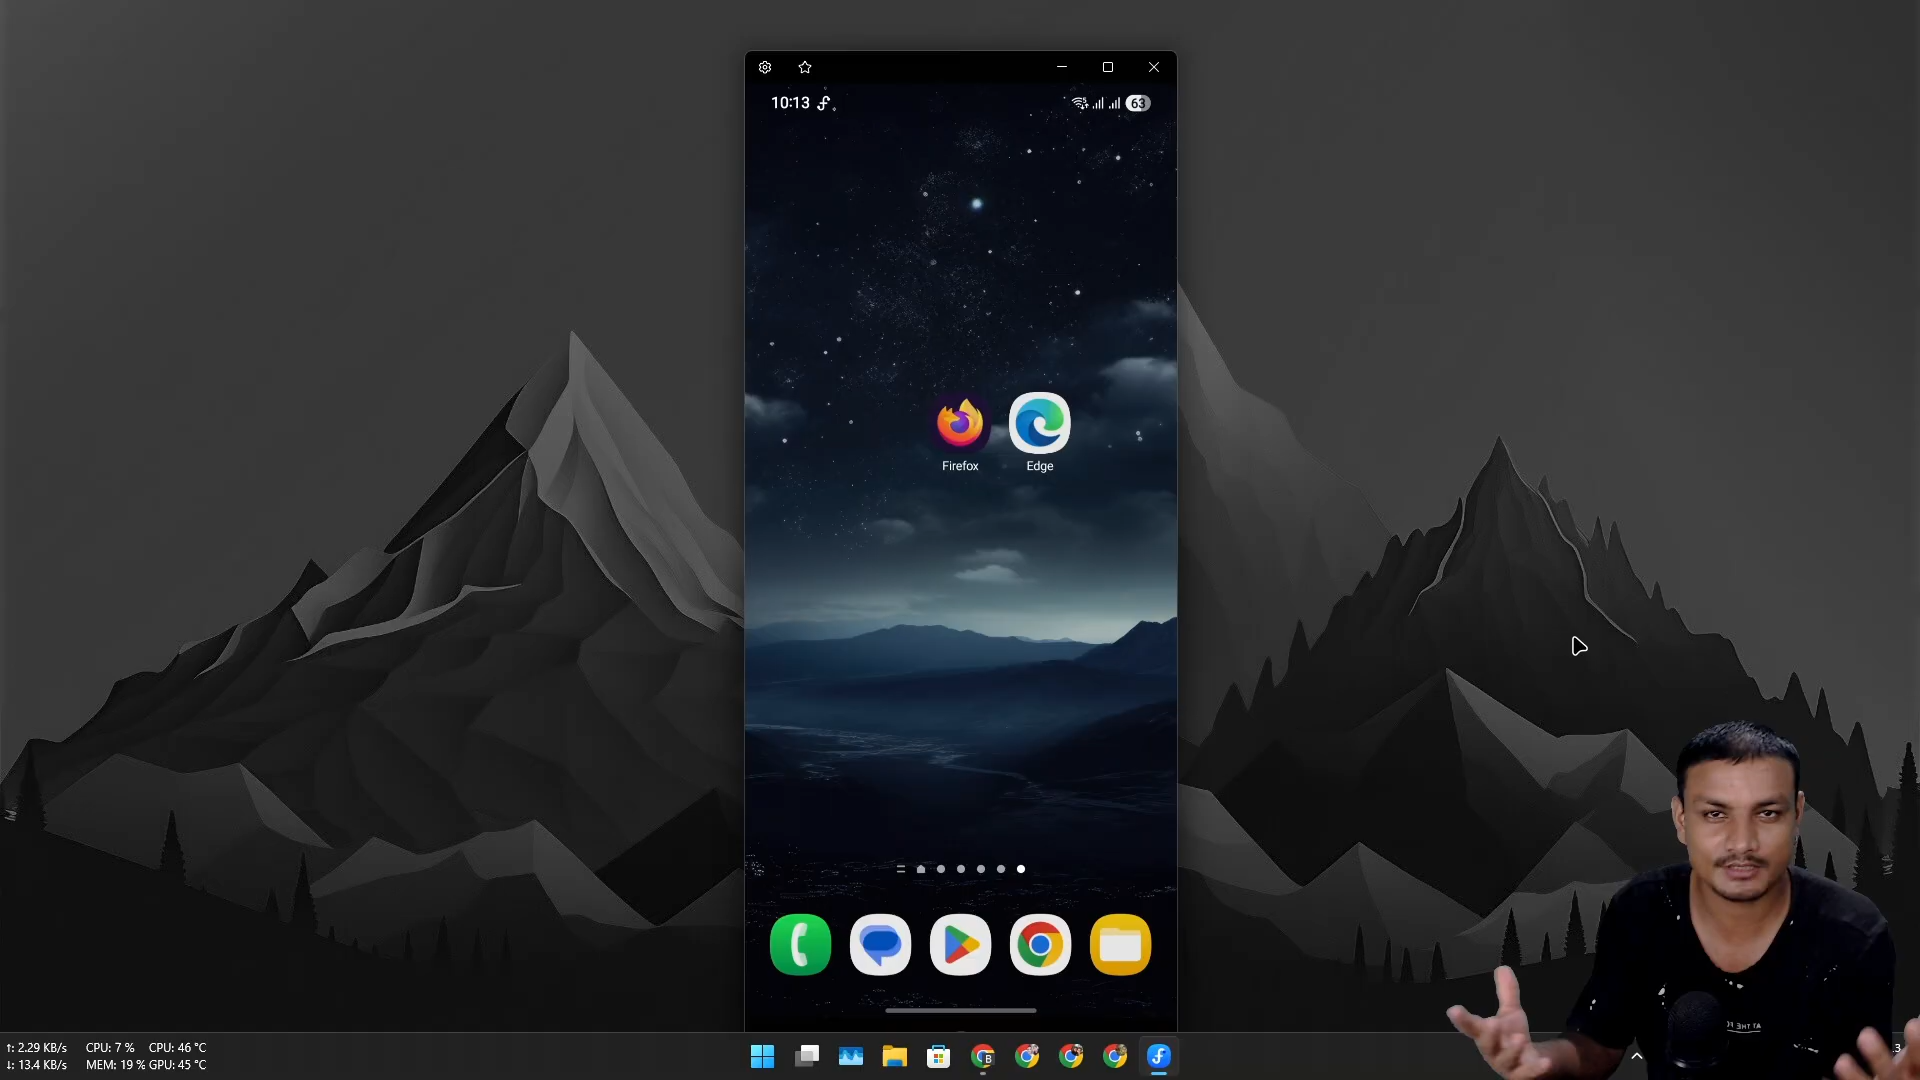 10:13
63
Firefox
Edge
↑: 2.29 KB/s CPU: 7 % CPU: 46 °C
↓: 13.4 KB/s MEM: 19 % GPU: 45 °C
B